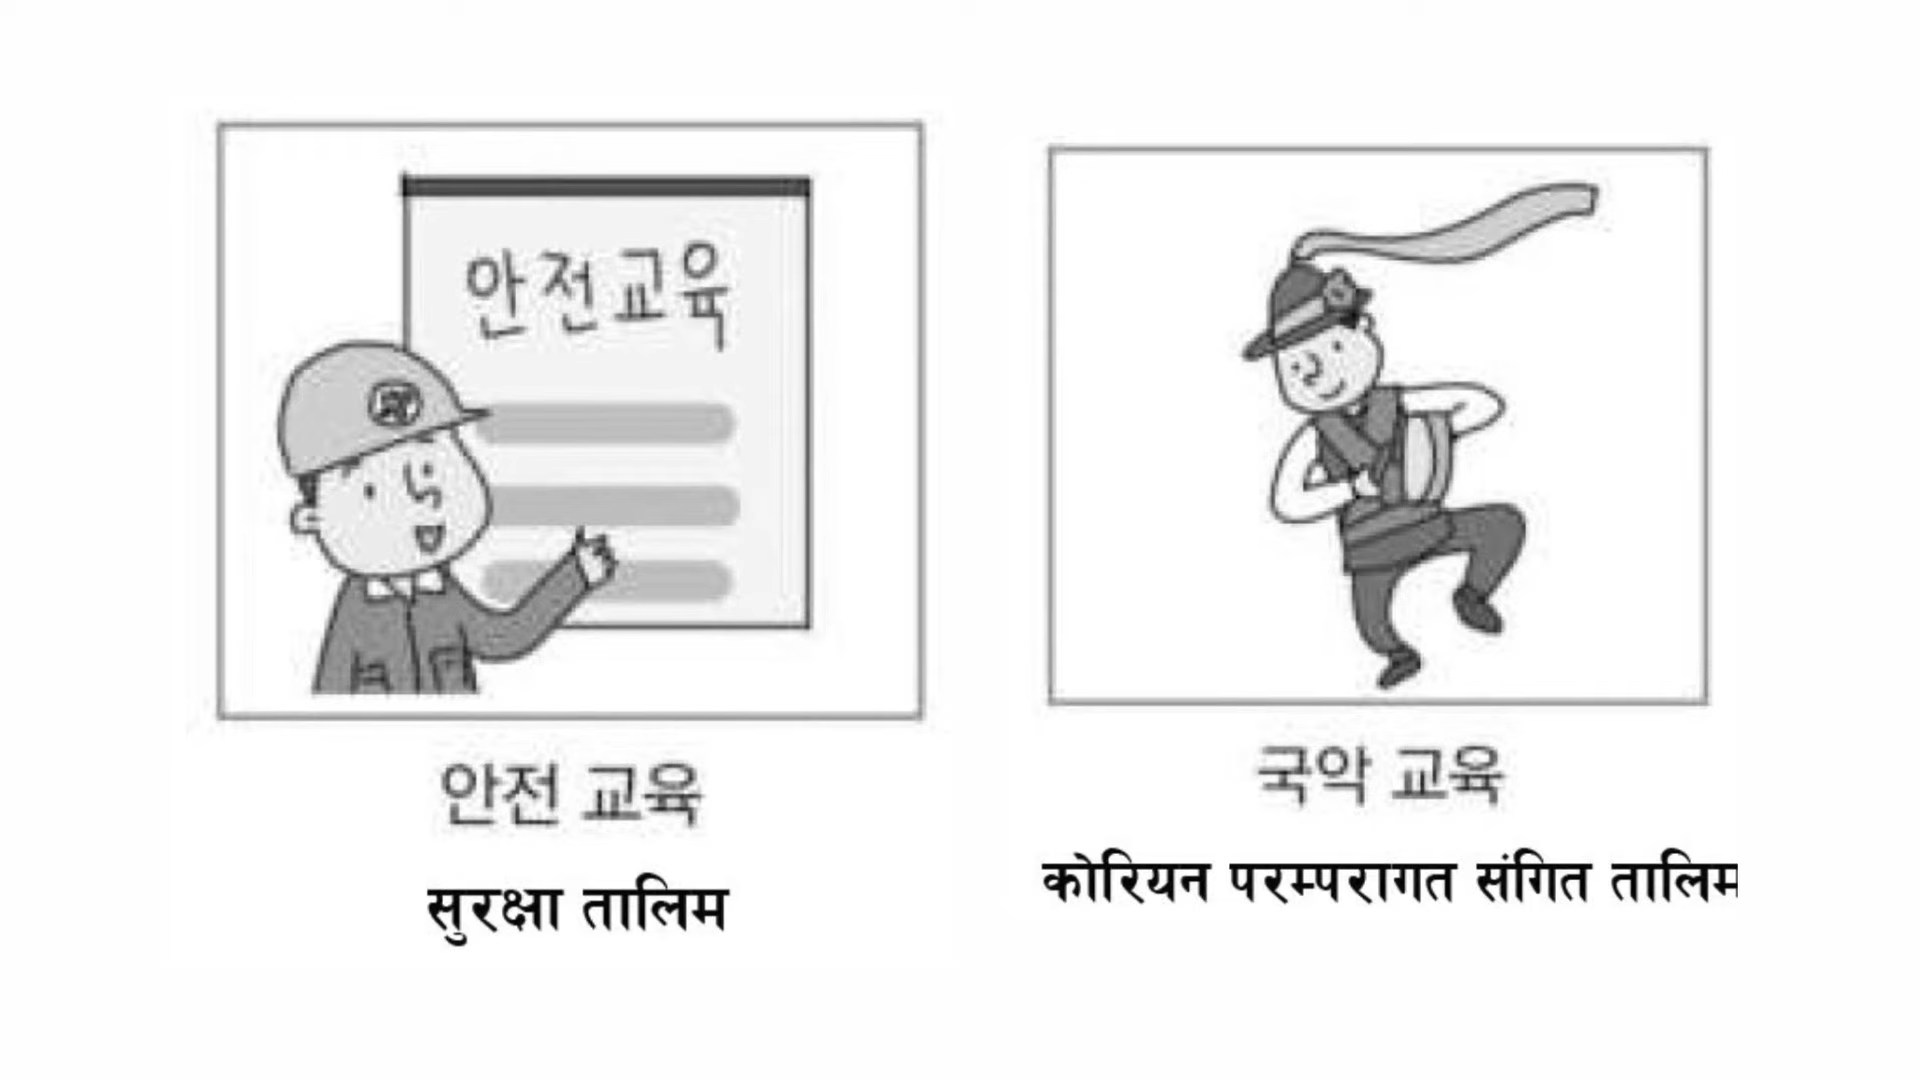 안전교육
안전 교육
सुरक्षा तालिम
국악 교육
कोरियन परम्परागत संगित तालिम